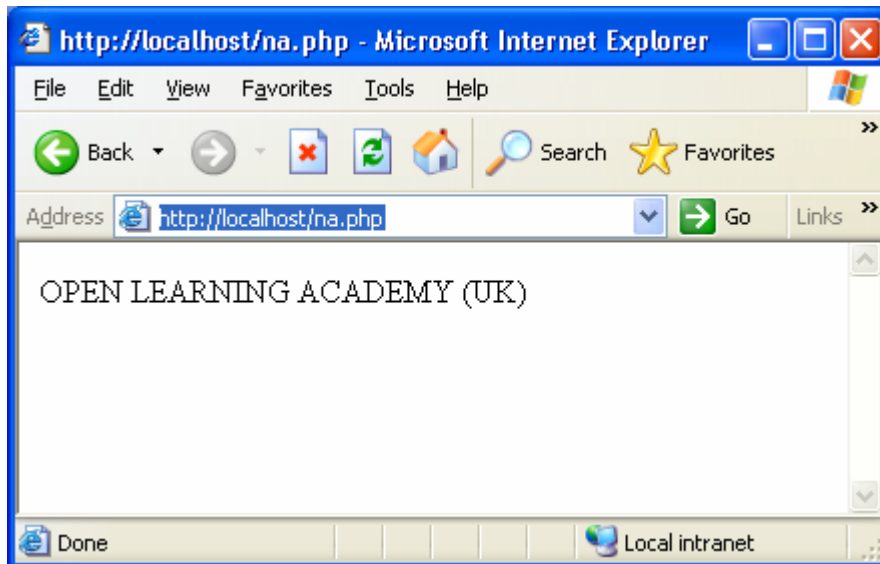 http://localhost/na.php - Microsoft Internet Explorer
File Edit View Favorites Tools Help
Back Search Favorites »
Address http://localhost/na.php Go Links »
OPEN LEARNING ACADEMY (UK)
Done Local intranet